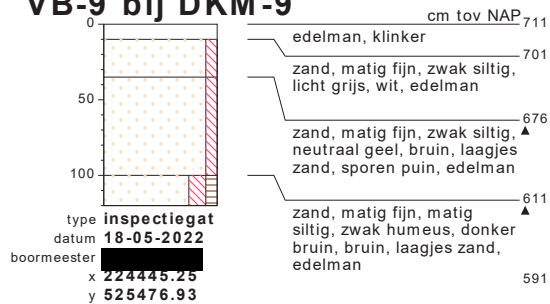 VB-9 bij DKM-9
cm tov NAP
0
711
edelman, klinker
701
zand, matig fijn, zwak siltig,
licht grijs, wit, edelman
50
676
zand, matig fijn, zwak siltig,
neutraal geel, bruin, laagjes
zand, sporen puin, edelman
100
611
zand, matig fijn, matig
siltig, zwak humeus, donker
bruin, bruin, laagjes zand,
edelman
591
type inspectiegat
datum 18-05-2022
boormeester
x 224445.25
y 525476.93